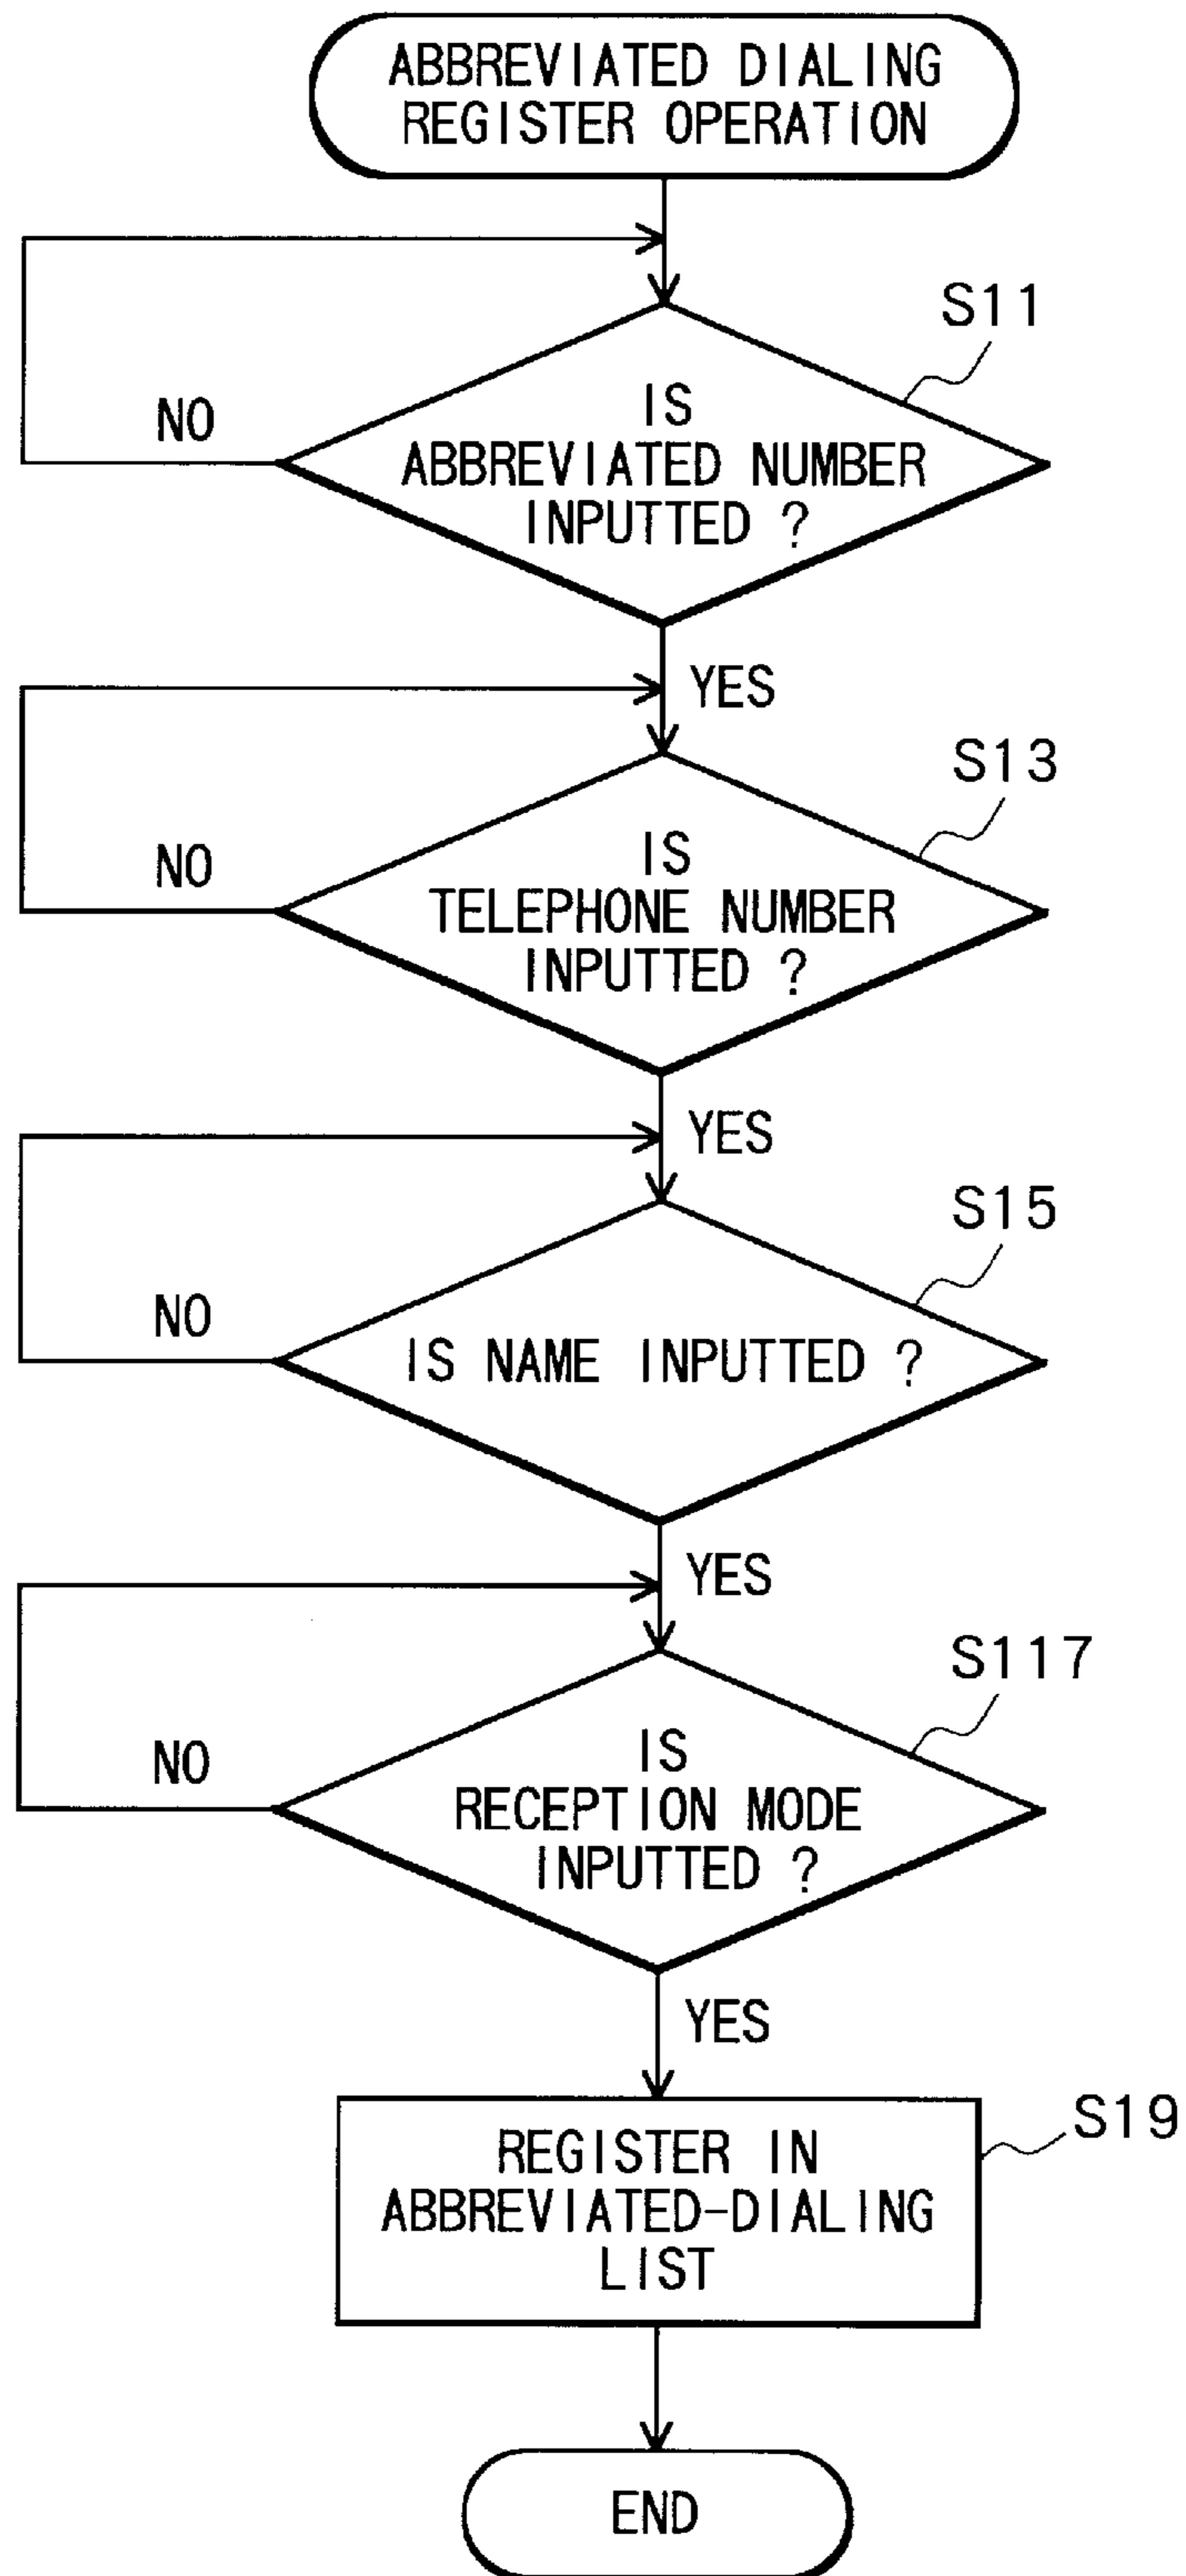 ABBREVIATED DIALING
REGISTER OPERATION
S11
IS
ABBREVIATED NUMBER
INPUTTED ?
NO
YES
S13
IS
TELEPHONE NUMBER
INPUTTED ?
NO
YES
S15
IS NAME INPUTTED ?
NO
YES
S117
IS
RECEPTION MODE
INPUTTED ?
NO
YES
S19
REGISTER IN
ABBREVIATED-DIALING
LIST
END